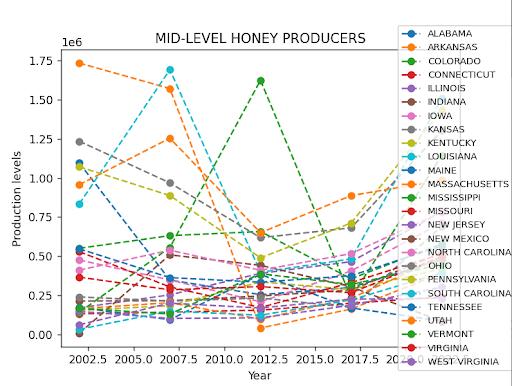 MID-LEVEL HONEY PRODUCERS
1e6
1.75
1.50
1.25
1.00
0.75
0.50
0.25
0.00
Production levels
2002.5 2005.0 2007.5 2010.0 2012.5 2015.0 2017.5
Year
ALABAMA
ARKANSAS
COLORADO
CONNECTICUT
ILLINOIS
INDIANA
IOWA
KANSAS
KENTUCKY
LOUISIANA
MAINE
MASSACHUSETTS
MISSISSIPPI
MISSOURI
NEW JERSEY
NEW MEXICO
NORTH CAROLINA
OHIO
PENNSYLVANIA
SOUTH CAROLINA
TENNESSEE
UTAH
VERMONT
VIRGINIA
WEST VIRGINIA